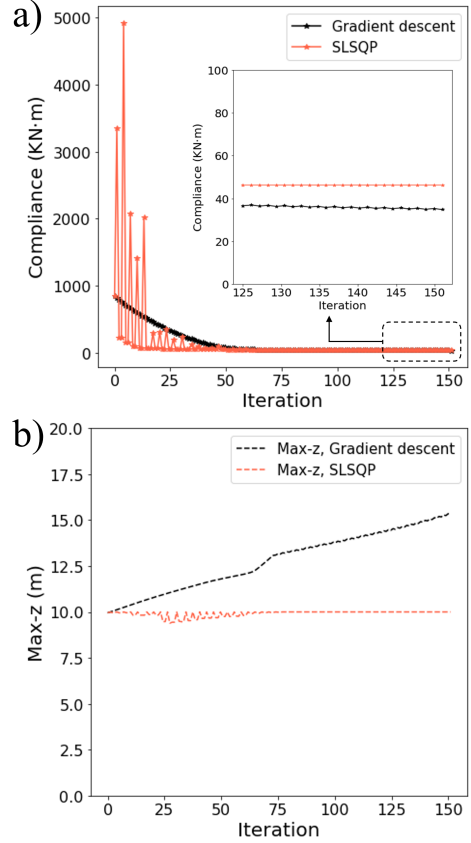 a)
5000
4000
3000
2000
1000
0
Compliance (KN·m)
Gradient descent
SLSQP
100
80
60
40
20
0
Compliance (KN·m)
125 130 135 140 145 150
Iteration
0 25 50 75 100 125 150
Iteration
b)
20.0
17.5
15.0
12.5
10.0
7.5
5.0
2.5
0.0
Max-z (m)
Max-z, Gradient descent
Max-z, SLSQP
0 25 50 75 100 125 150
Iteration